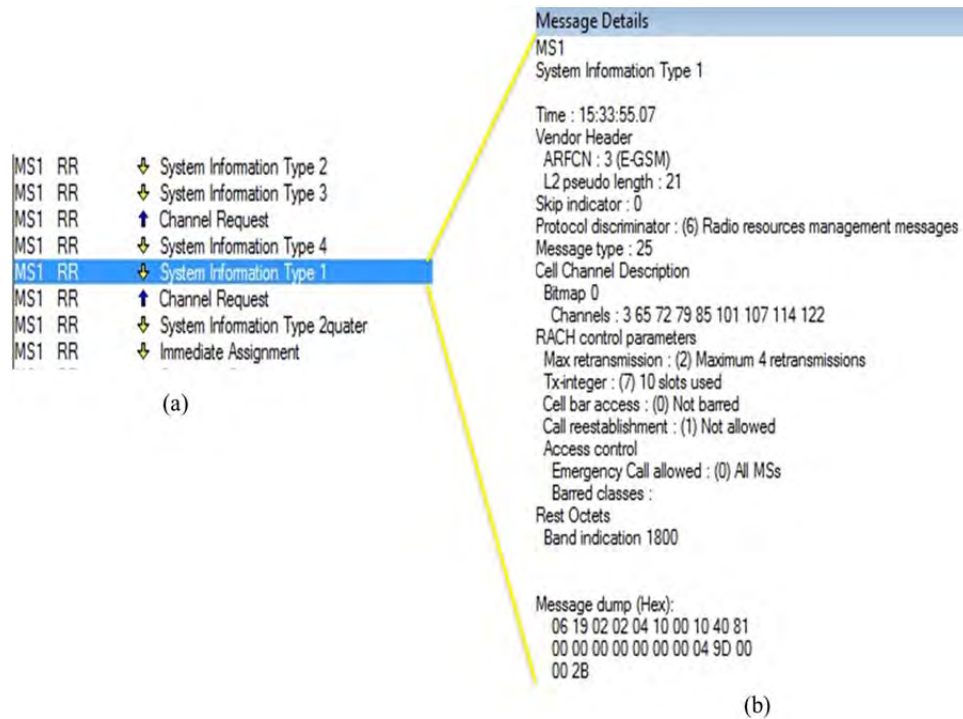 MS1 RR System Information Type 2
MS1 RR System Information Type 3
MS1 RR Channel Request
MS1 RR System Information Type 4
MS1 RR System Information Type 1
MS1 RR Channel Request
MS1 RR System Information Type 2quater
MS1 RR Immediate Assignment
(a)
Message Details
MS1
System Information Type 1
Time : 15:33:55.07
Vendor Header
ARFCN : 3 (E-GSM)
L2 pseudo length : 21
Skip indicator : 0
Protocol discriminator : (6) Radio resources management messages
Message type : 25
Cell Channel Description
Bitmap 0
Channels : 3 65 72 79 85 101 107 114 122
RACH control parameters
Max retransmission : (2) Maximum 4 retransmissions
Tx-integer : (7) 10 slots used
Cell bar access : (0) Not barred
Call reestablishment : (1) Not allowed
Access control
Emergency Call allowed : (0) All MSs
Barred classes :
Rest Octets
Band indication 1800
Message dump (Hex):
06 19 02 02 04 10 00 10 40 81
00 00 00 00 00 00 00 04 9D 00
00 2B
(b)